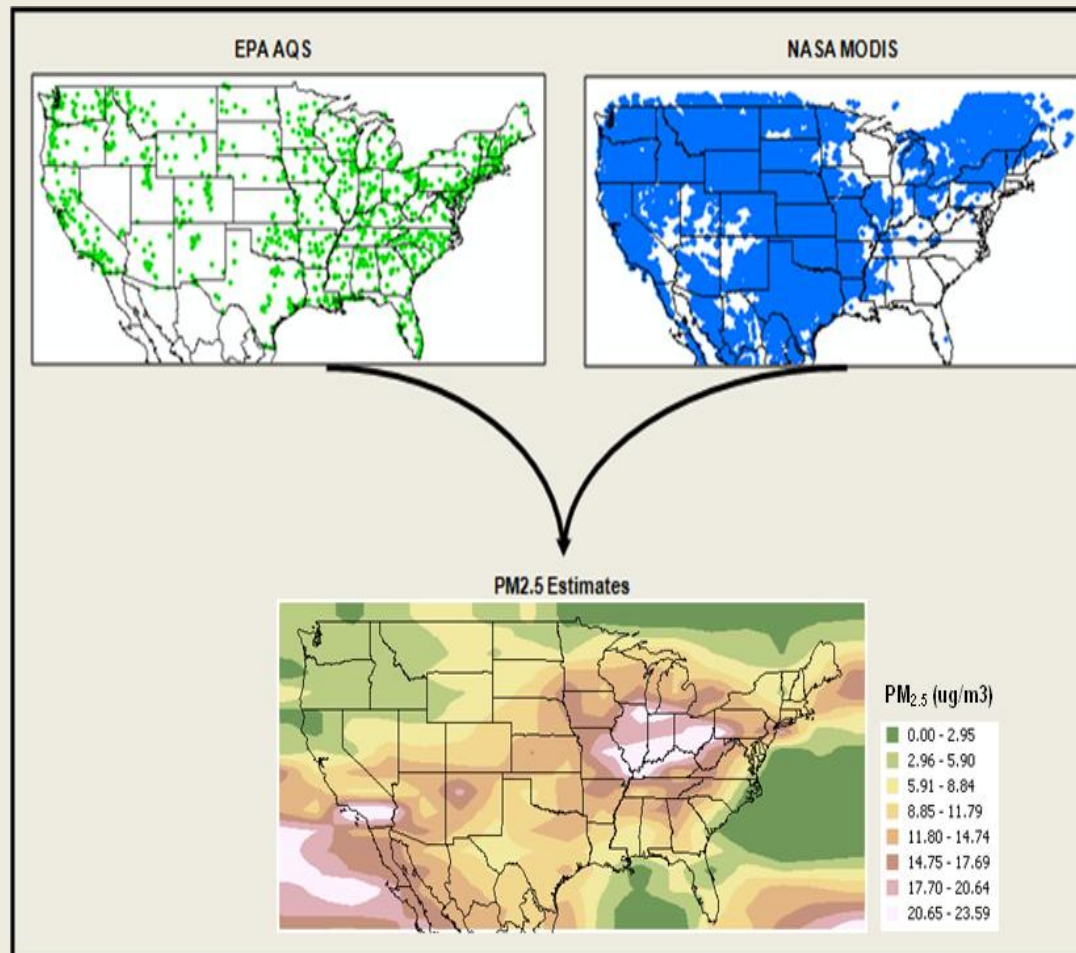 EPA AQS
NASA MODIS
PM2.5 Estimates
PM2.5 (ug/m3)
0.00 - 2.95
2.96 - 5.90
5.91 - 8.84
8.85 - 11.79
11.80 - 14.74
14.75 - 17.69
17.70 - 20.64
20.65 - 23.59